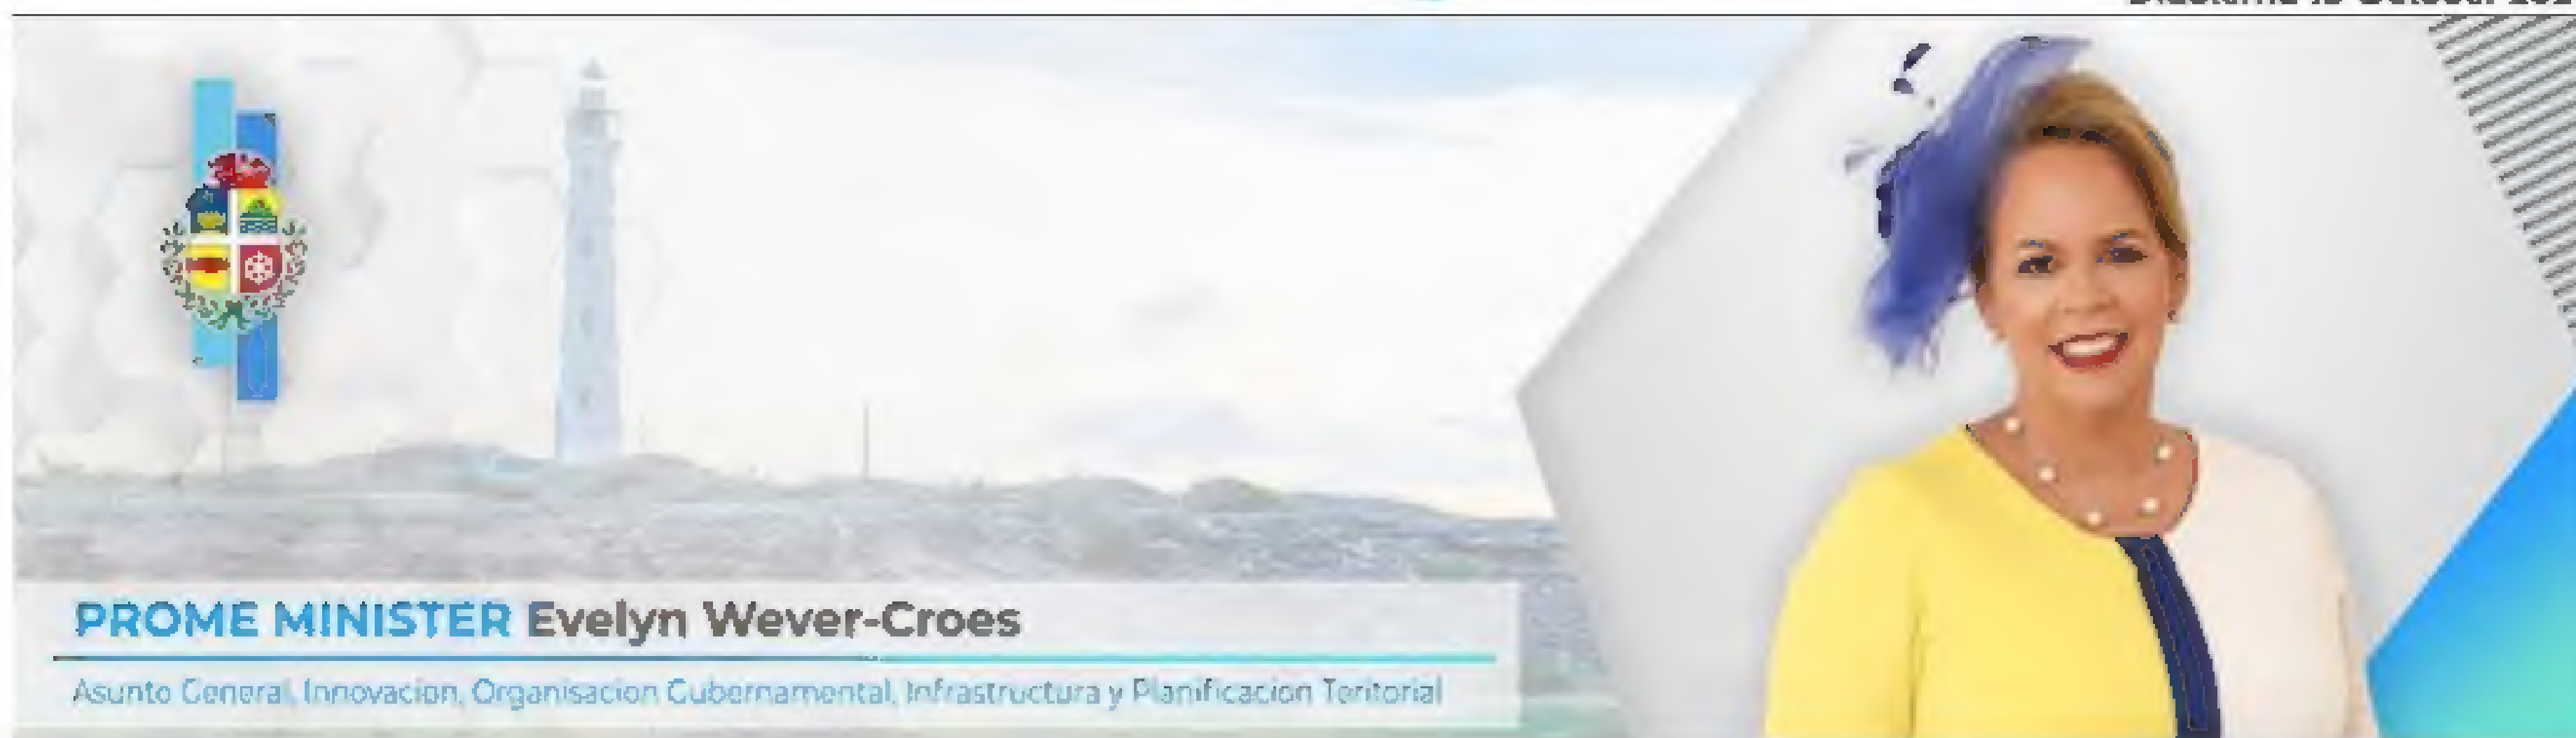 PROME MINISTER Evelyn Wever-Croes
Asunto General, Innovacion, Organisacion Gubernamental, Infrastructura y Planificacion Teritorial